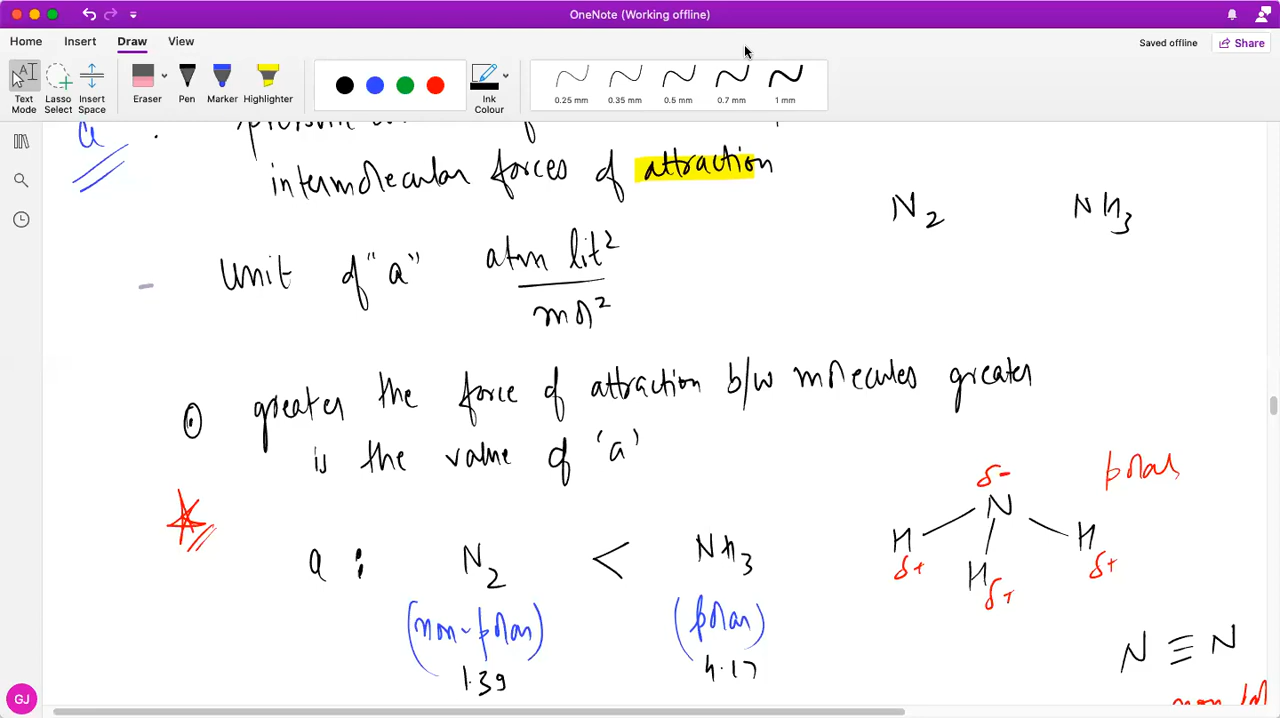 OneNote (Working offline)
Home Insert Draw View
Saved offline Share
Text Mode
Lasso Select
Insert Space
Eraser
Pen
Marker
Highlighter
Ink Colour
0.25 mm 0.35 mm 0.5 mm 0.7 mm 1 mm
a :
intermolecular forces of attraction
N2 NH3
Unit of "a" atm lit²
mol²
① greater the force of attraction b/w molecules greater
is the value of 'a'
polar
δ-
N
H H
δ+ H δ+
δ+
a : N2 < NH3
(non-polar) (polar)
1.39 4.17
N ≡ N
GJ